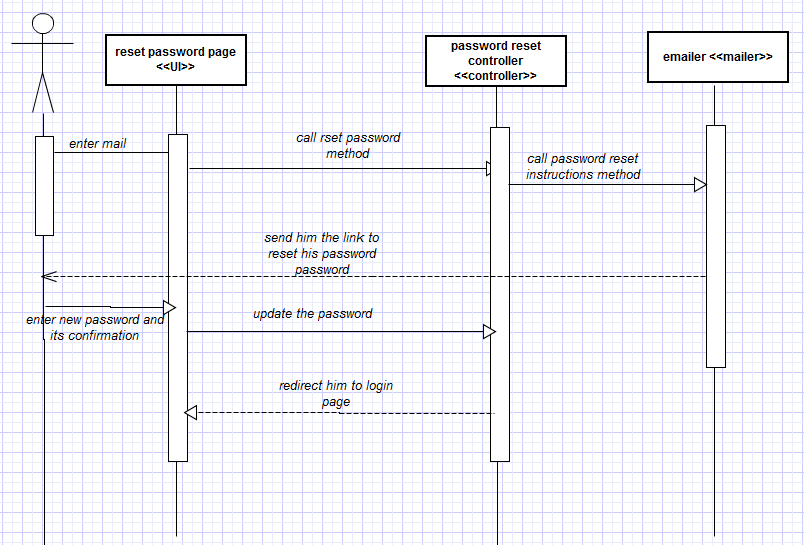 reset password page
<<UI>>
password reset
controller
<<controller>>
emailer <<mailer>>
enter mail
call rset password
method
call password reset
instructions method
send him the link to
reset his password
password
enter new password and
its confirmation
update the password
redirect him to login
page